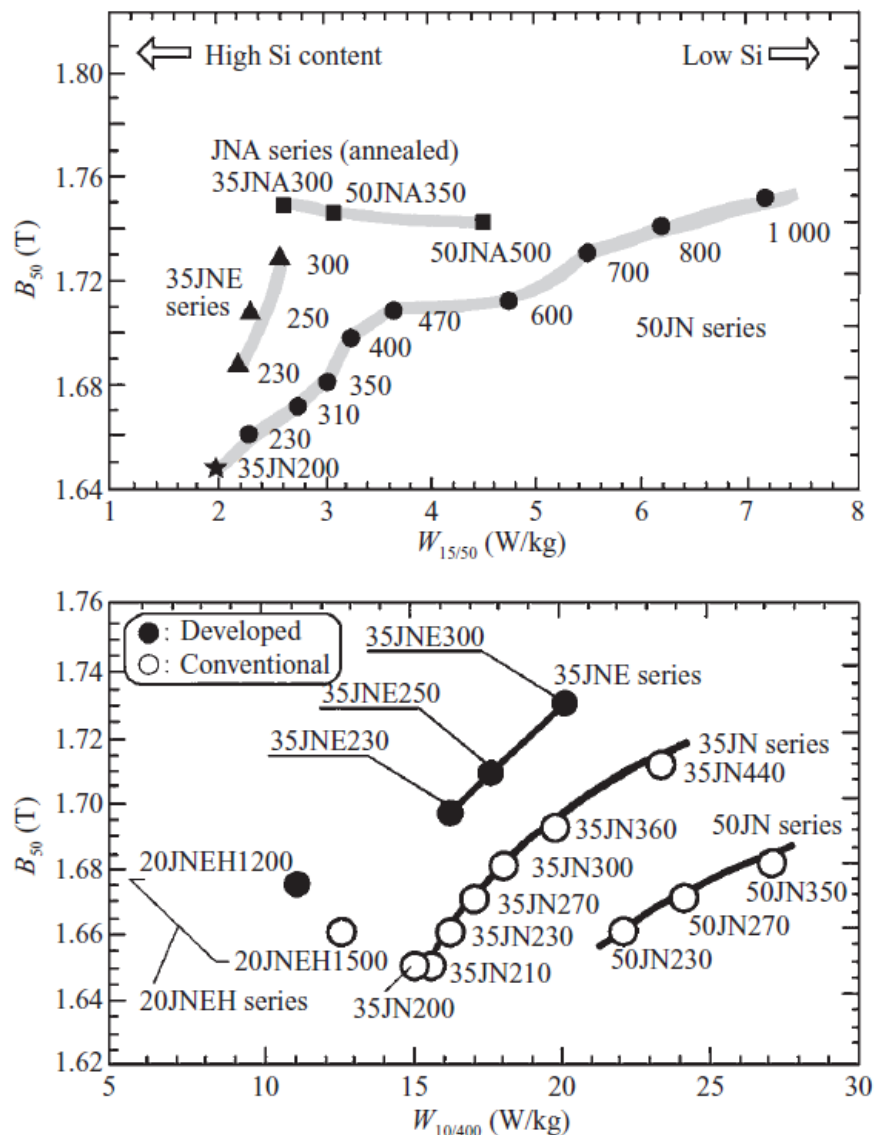 High Si content
Low Si
1.80
1.76
1.72
1.68
1.64
B50 (T)
JNA series (annealed)
35JNA300
50JNA350
50JNA500
35JNE
series
300
250
230
1 000
800
700
600
470
400
350
310
230
35JN200
50JN series
1
2
3
4
5
6
7
8
W15/50 (W/kg)
1.76
1.74
1.72
1.70
1.68
1.66
1.64
1.62
B50 (T)
: Developed
: Conventional
35JNE300
35JNE series
35JNE250
35JNE230
35JN series
35JN440
35JN360
50JN series
35JN300
50JN350
35JN270
50JN270
35JN230
50JN230
35JN210
35JN200
20JNEH1200
20JNEH1500
20JNEH series
5
10
15
20
25
30
W10/400 (W/kg)